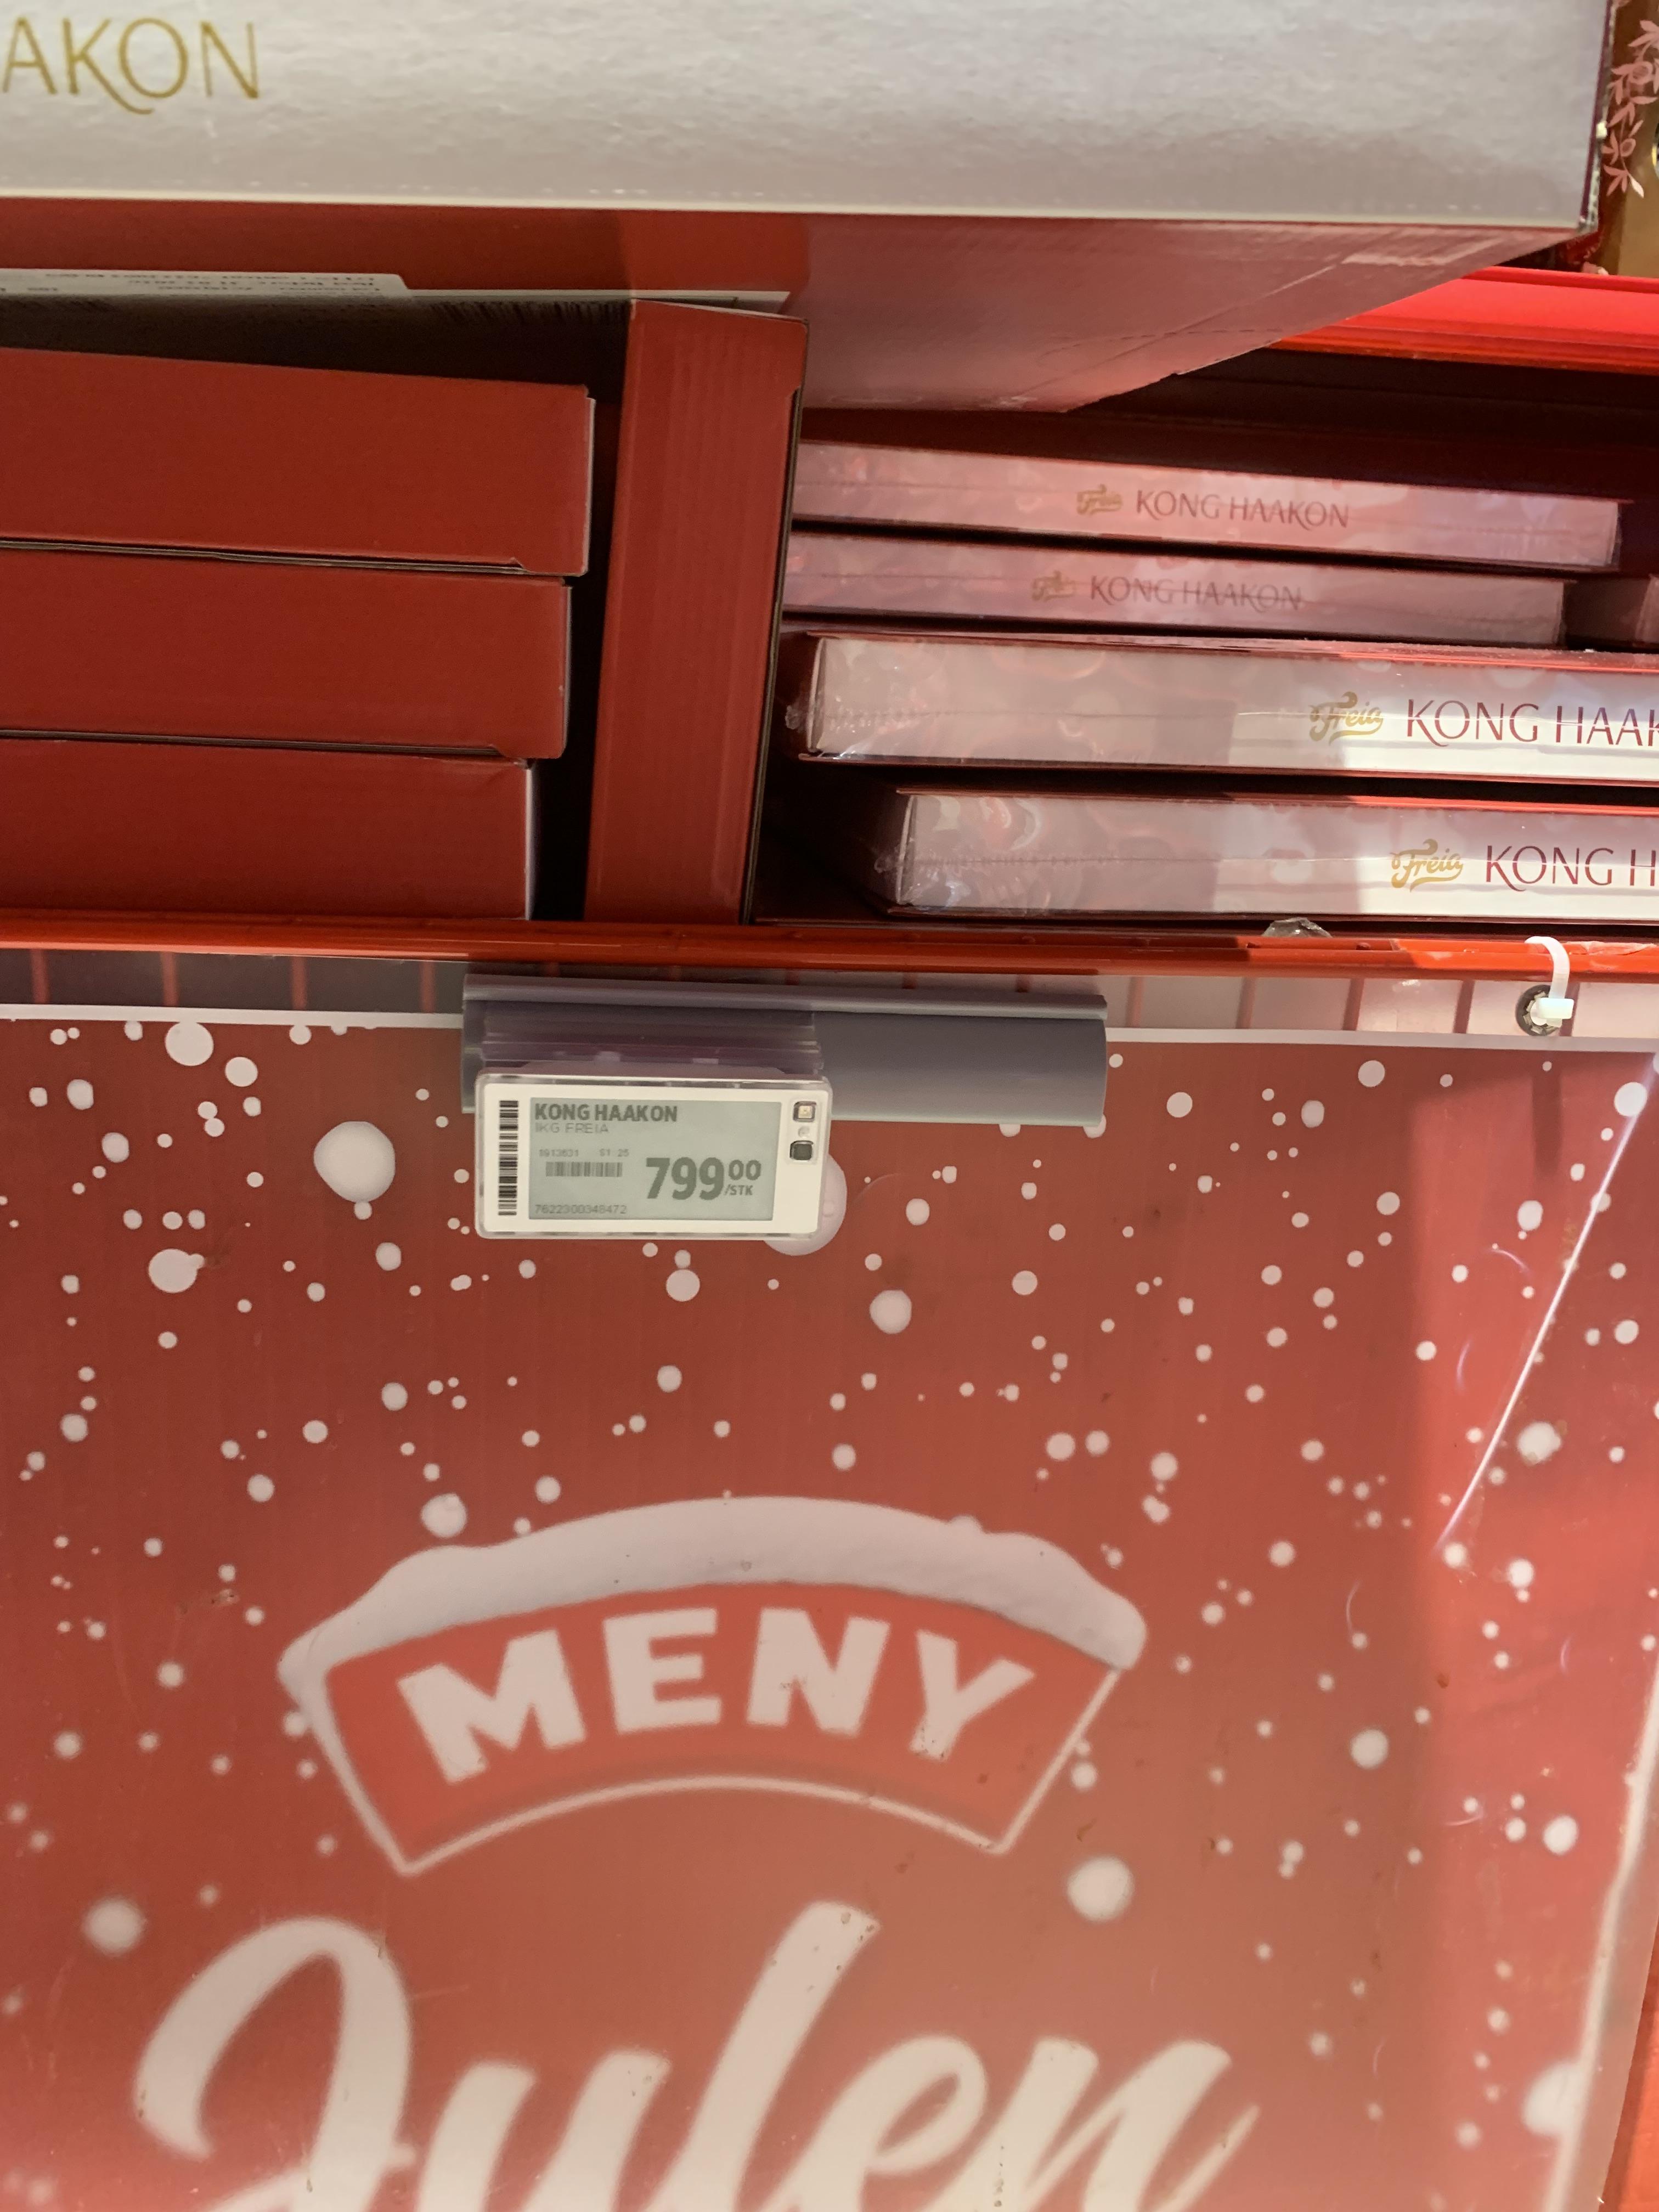 AKON
Freia KONG HAAKON
Freia KONG HAAKON
Freia KONG HAAK
Freia KONG H
KONG HAAKON
1KG FREIA
799 00
/STK
7622300348472
MENY
Julen